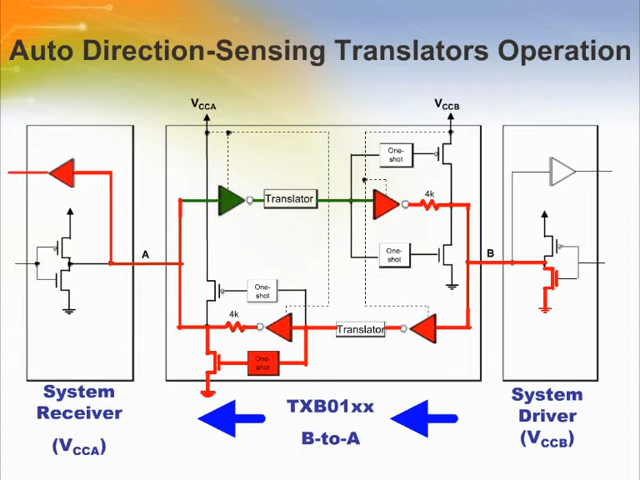 Auto Direction-Sensing Translators Operation
VCCA
VCCB
One-
shot
4k
Translator
A
One-
shot
B
One-
shot
4k
Translator
One-
shot
System
Receiver
(VCCA)
TXB01xx
B-to-A
System
Driver
(VCCB)